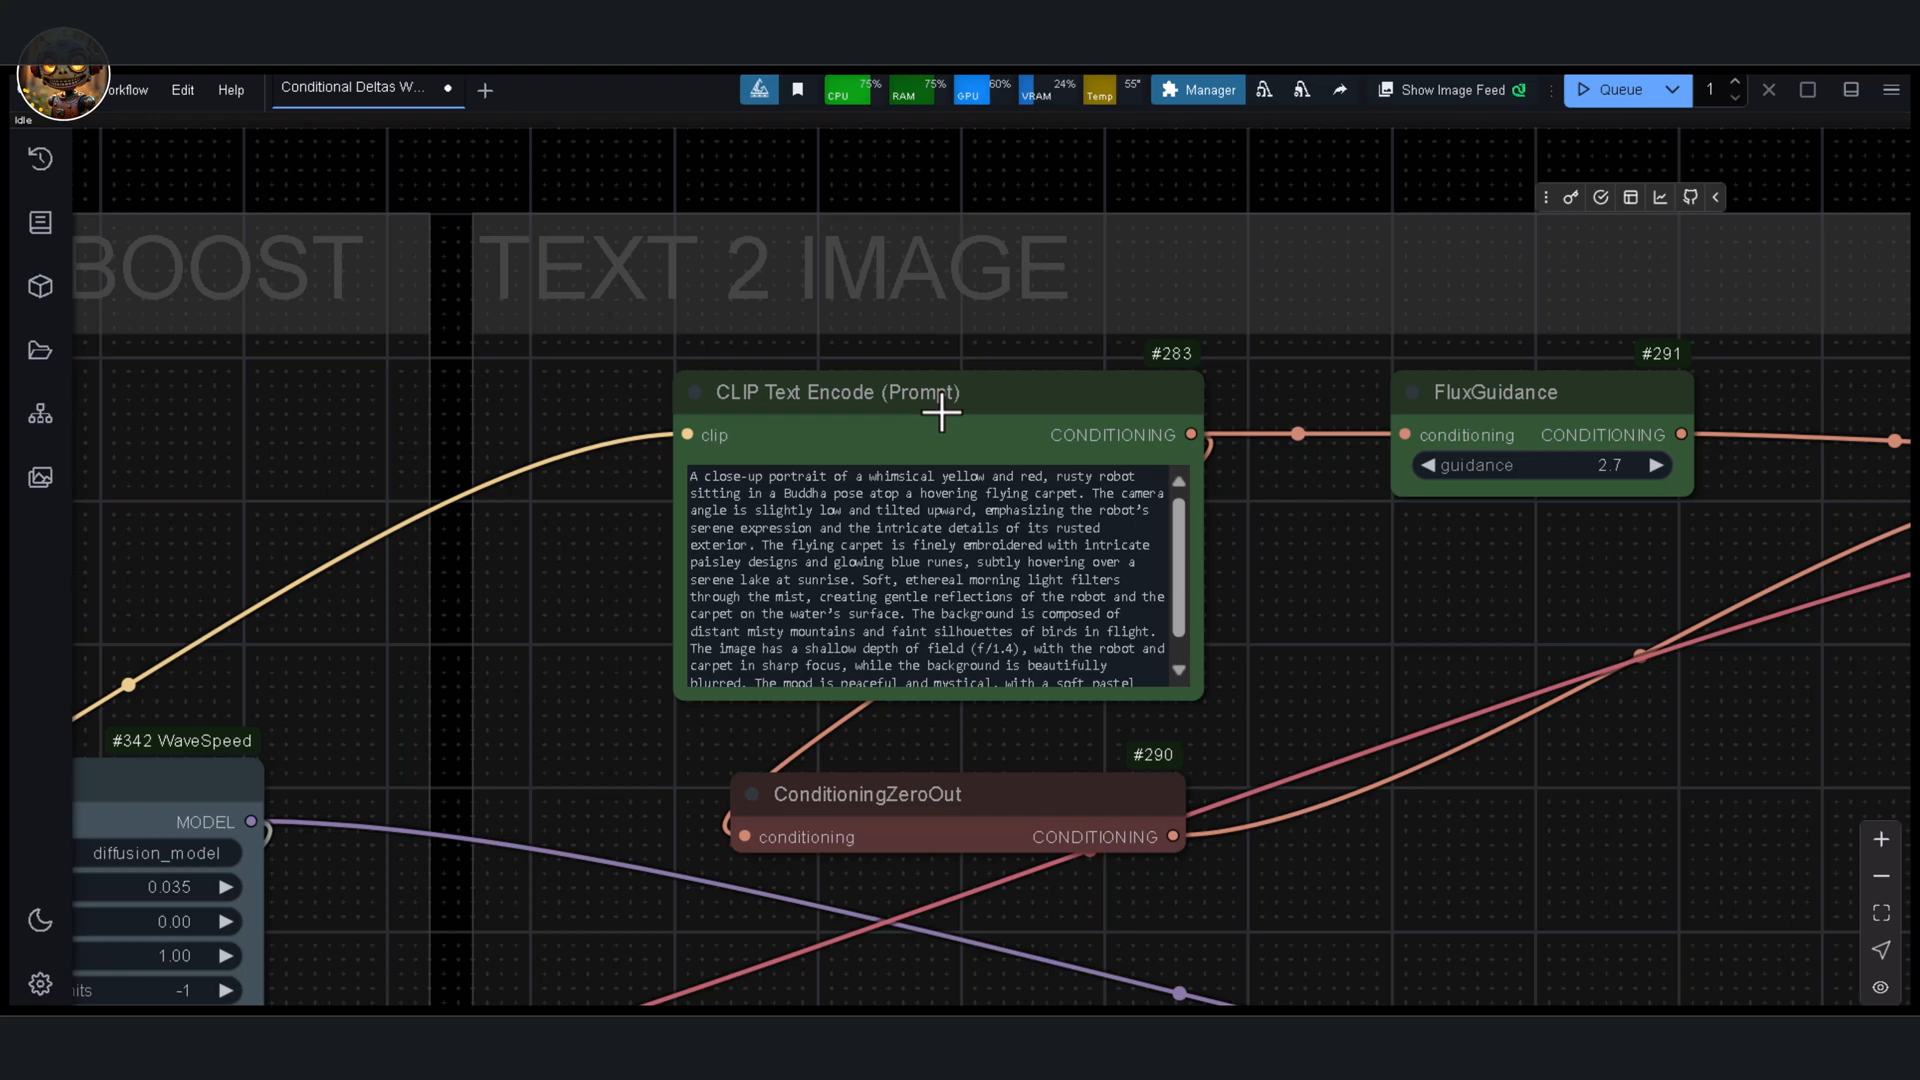 orkflow Edit Help Conditional Deltas W... CPU 75% RAM 75% GPU 60% VRAM 24% Temp 55° Manager Show Image Feed Queue 1
Idle
BOOST TEXT 2 IMAGE
#283 #291
CLIP Text Encode (Prompt) FluxGuidance
clip CONDITIONING conditioning CONDITIONING
guidance 2.7
A close-up portrait of a whimsical yellow and red, rusty robot
sitting in a Buddha pose atop a hovering flying carpet. The camera
angle is slightly low and tilted upward, emphasizing the robot’s
serene expression and the intricate details of its rusted
exterior. The flying carpet is finely embroidered with intricate
paisley designs and glowing blue runes, subtly hovering over a
serene lake at sunrise. Soft, ethereal morning light filters
through the mist, creating gentle reflections of the robot and the
carpet on the water’s surface. The background is composed of
distant misty mountains and faint silhouettes of birds in flight.
The image has a shallow depth of field (f/1.4), with the robot and
carpet in sharp focus, while the background is beautifully
blurred. The mood is peaceful and mystical, with a soft pastel
#342 WaveSpeed #290
ConditioningZeroOut
MODEL conditioning CONDITIONING
diffusion_model
0.035
0.00
1.00
hits -1